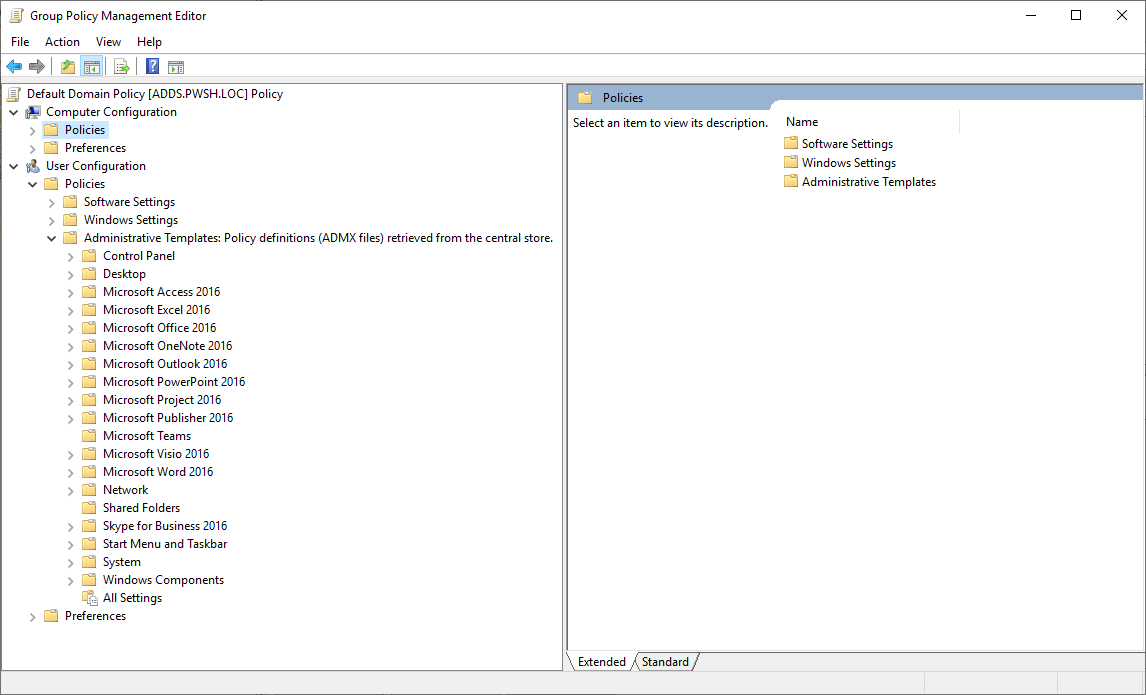 Group Policy Management Editor
File Action View Help
Default Domain Policy [ADDS.PWSH.LOC] Policy
Computer Configuration
Policies
Preferences
User Configuration
Policies
Software Settings
Windows Settings
Administrative Templates: Policy definitions (ADMX files) retrieved from the central store.
Control Panel
Desktop
Microsoft Access 2016
Microsoft Excel 2016
Microsoft Office 2016
Microsoft OneNote 2016
Microsoft Outlook 2016
Microsoft PowerPoint 2016
Microsoft Project 2016
Microsoft Publisher 2016
Microsoft Teams
Microsoft Visio 2016
Microsoft Word 2016
Network
Shared Folders
Skype for Business 2016
Start Menu and Taskbar
System
Windows Components
All Settings
Preferences
Policies
Select an item to view its description.
Name
Software Settings
Windows Settings
Administrative Templates
Extended Standard